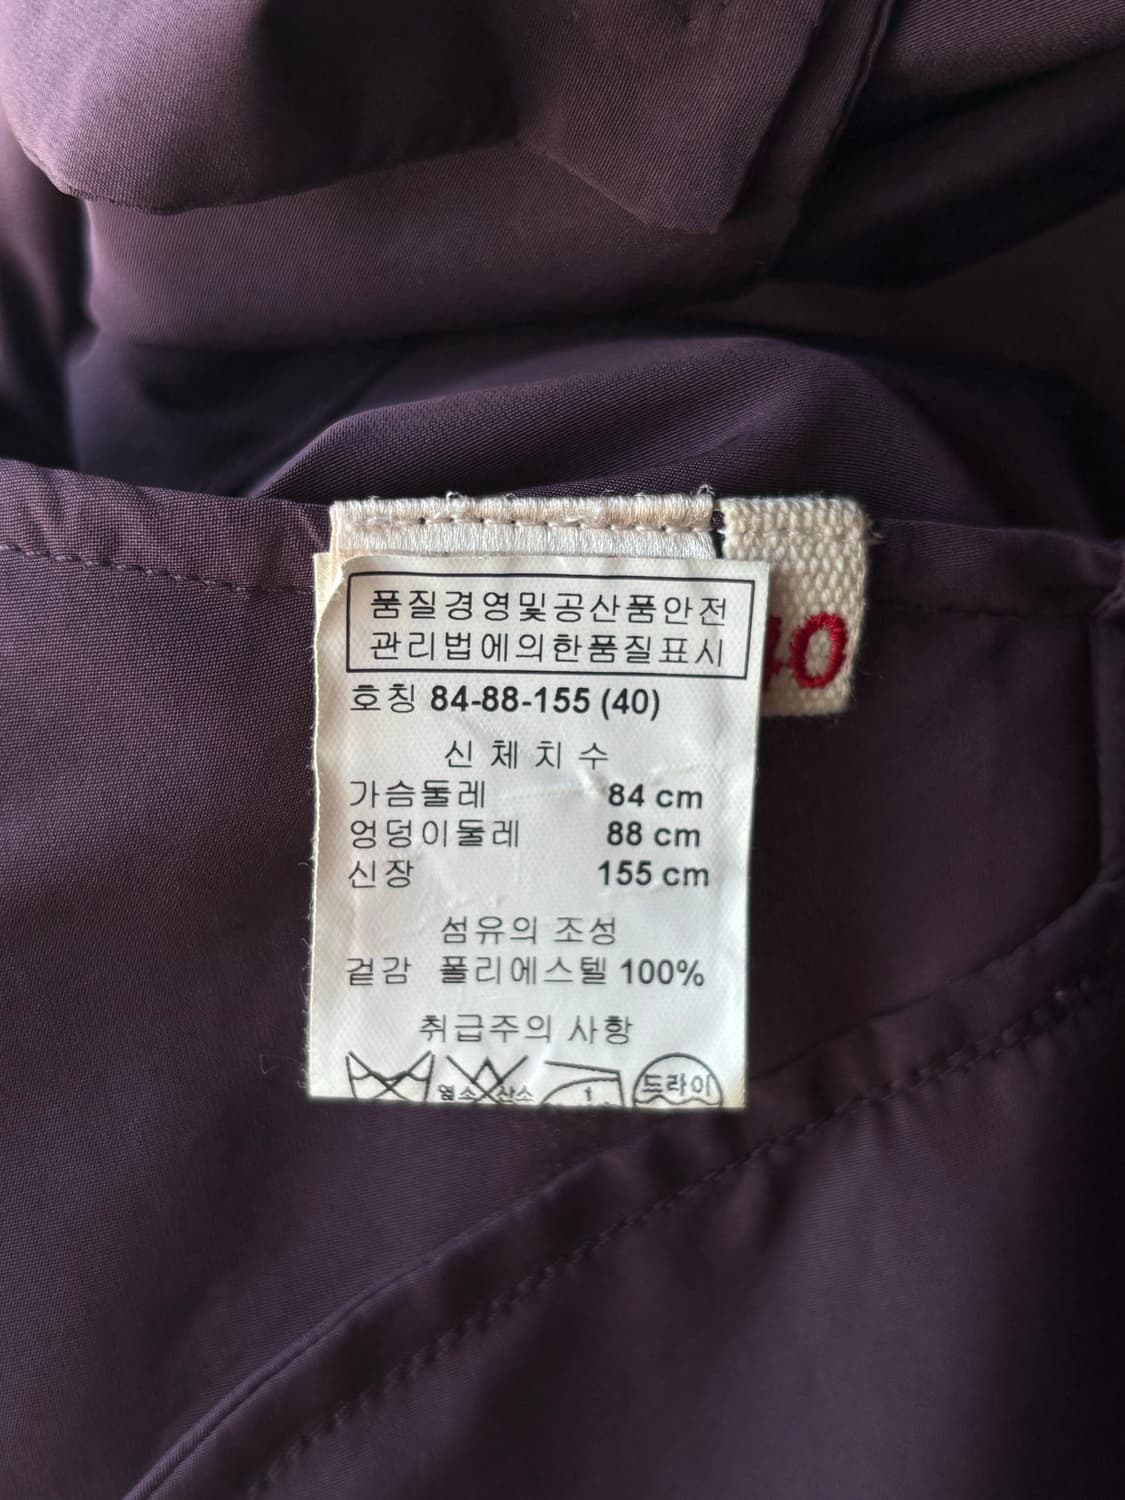 품질경영및공산품안전
관리법에의한품질표시
호칭 84-88-155 (40)
신 체 치 수
가슴둘레 84 cm
엉덩이둘레 88 cm
신장 155 cm
섬유의 조성
겉감 폴리에스텔 100%
취급주의 사항
염소 산소
드라이
40